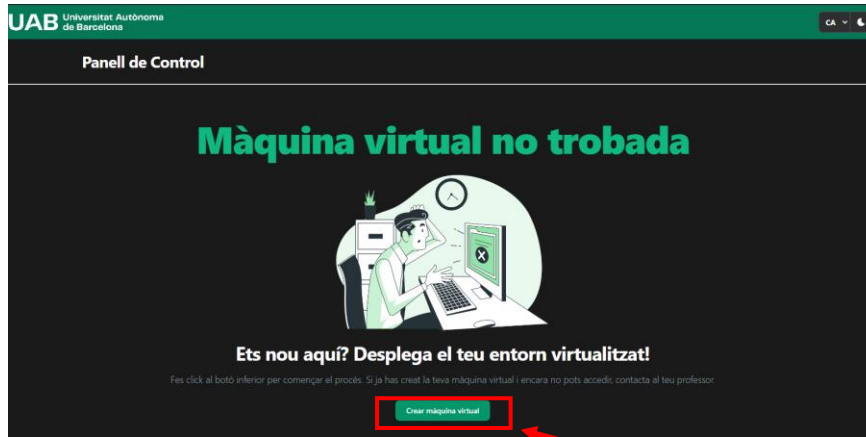 UAB Universitat Autònoma
de Barcelona
CA
Panell de Control
Màquina virtual no trobada
Ets nou aquí? Desplega el teu entorn virtualitzat!
Fes click al botó inferior per començar el procés. Si ja has creat la teva màquina virtual i encara no pots accedir, contacta al teu professor.
Crear màquina virtual